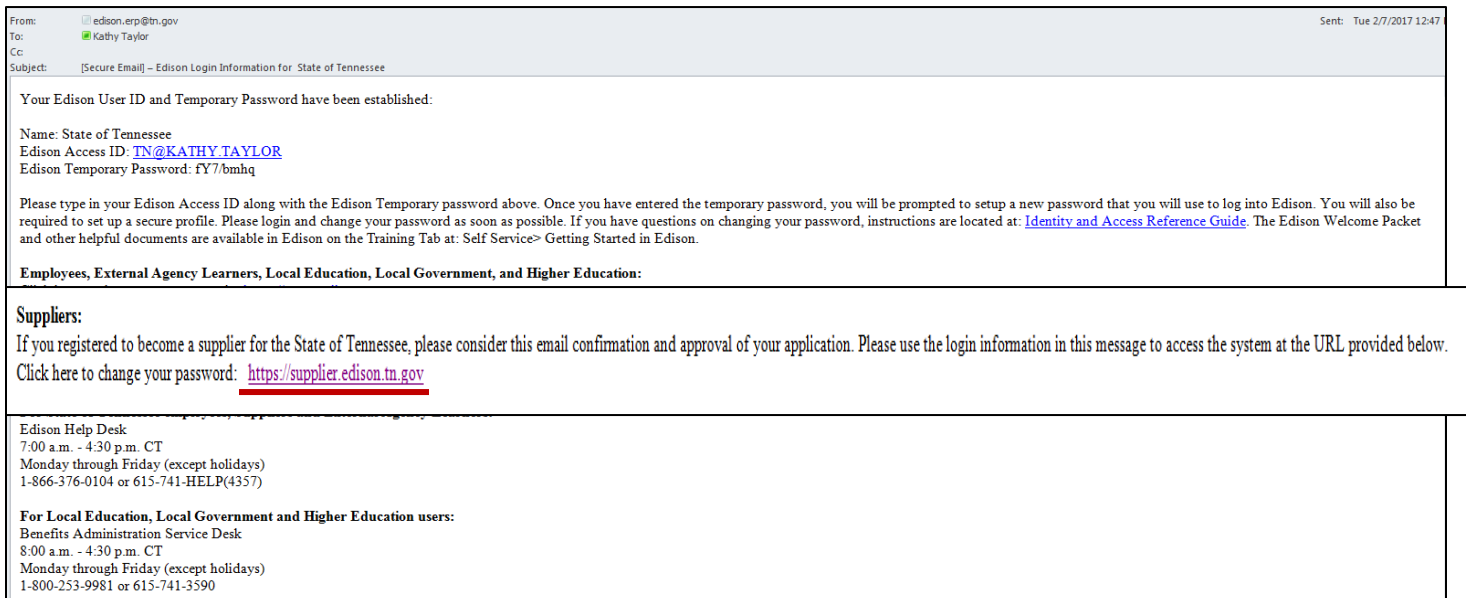 From: edison.erp@tn.gov Sent: Tue 2/7/2017 12:47
To: Kathy Taylor
Cc:
Subject: [Secure Email] – Edison Login Information for State of Tennessee
Your Edison User ID and Temporary Password have been established:
Name: State of Tennessee
Edison Access ID: TN@KATHY.TAYLOR
Edison Temporary Password: fY7/bmhq
Please type in your Edison Access ID along with the Edison Temporary password above. Once you have entered the temporary password, you will be prompted to setup a new password that you will use to log into Edison. You will also be
required to set up a secure profile. Please login and change your password as soon as possible. If you have questions on changing your password, instructions are located at: Identity and Access Reference Guide. The Edison Welcome Packet
and other helpful documents are available in Edison on the Training Tab at: Self Service> Getting Started in Edison.
Employees, External Agency Learners, Local Education, Local Government, and Higher Education:
Suppliers:
If you registered to become a supplier for the State of Tennessee, please consider this email confirmation and approval of your application. Please use the login information in this message to access the system at the URL provided below.
Click here to change your password: https://supplier.edison.tn.gov
Edison Help Desk
7:00 a.m. - 4:30 p.m. CT
Monday through Friday (except holidays)
1-866-376-0104 or 615-741-HELP(4357)
For Local Education, Local Government and Higher Education users:
Benefits Administration Service Desk
8:00 a.m. - 4:30 p.m. CT
Monday through Friday (except holidays)
1-800-253-9981 or 615-741-3590